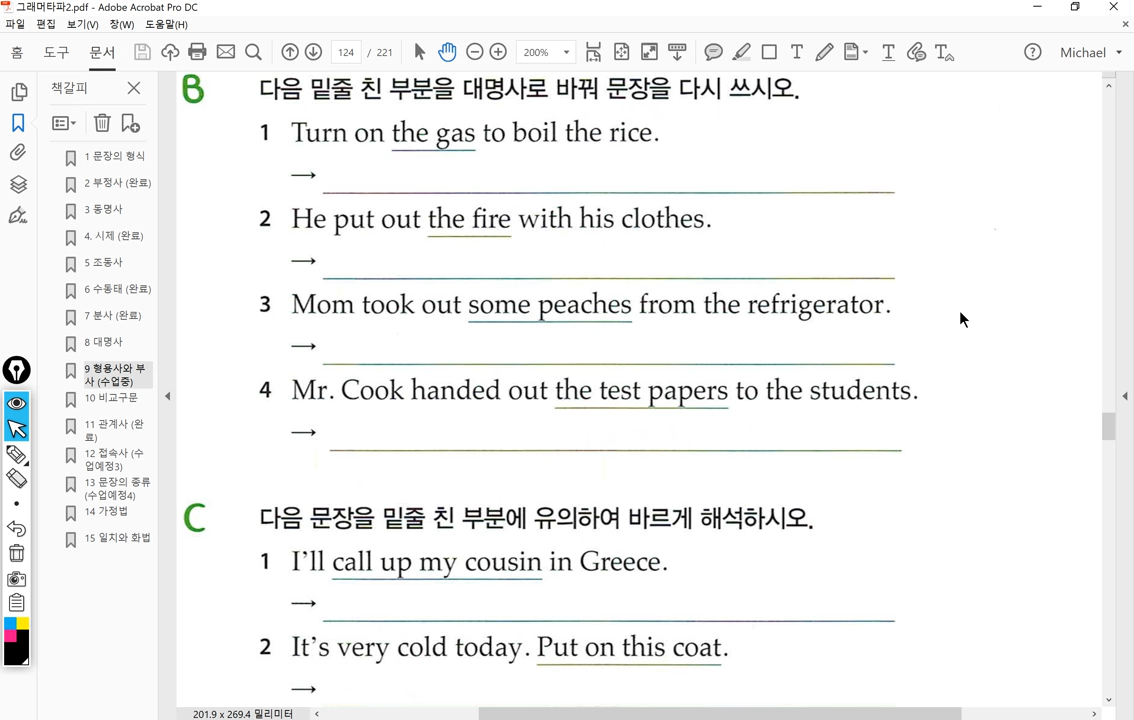 그래머타파2.pdf - Adobe Acrobat Pro DC
파일 편집 보기(V) 창(W) 도움말(H)
홈 도구 문서 124 / 221 200% Michael
책갈피
1 문장의 형식
2 부정사 (완료)
3 동명사
4. 시제 (완료)
5 조동사
6 수동태 (완료)
7 분사 (완료)
8 대명사
9 형용사와 부
사 (수업중)
10 비교구문
11 관계사 (완
료)
12 접속사 (수
업예정3)
13 문장의 종류
(수업예정4)
14 가정법
15 일치와 화법
B 다음 밑줄 친 부분을 대명사로 바꿔 문장을 다시 쓰시오.
1 Turn on the gas to boil the rice.
→
2 He put out the fire with his clothes.
→
3 Mom took out some peaches from the refrigerator.
→
4 Mr. Cook handed out the test papers to the students.
→
C 다음 문장을 밑줄 친 부분에 유의하여 바르게 해석하시오.
1 I'll call up my cousin in Greece.
→
2 It's very cold today. Put on this coat.
→
201.9 x 269.4 밀리미터